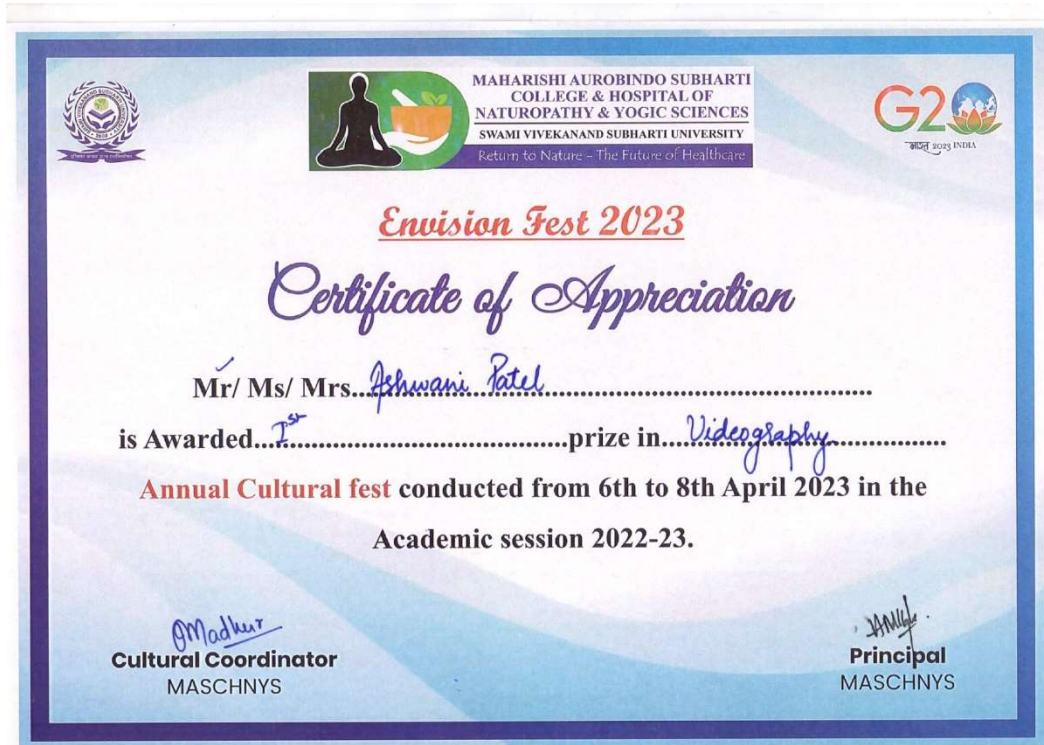 MAHARISHI AUROBINDO SUBHARTI
COLLEGE & HOSPITAL OF
NATUROPATHY & YOGIC SCIENCES
SWAMI VIVEKANAND SUBHARTI UNIVERSITY
Return to Nature - The Future of Healthcare
G20
भारत 2023 INDIA
Envision Fest 2023
Certificate of Appreciation
Mr/ Ms/ Mrs...Ashwani Patel...
is Awarded...Ist...prize in...Videography...
Annual Cultural fest conducted from 6th to 8th April 2023 in the
Academic session 2022-23.
Madhur
Cultural Coordinator
MASCHNYS
Principal
MASCHNYS